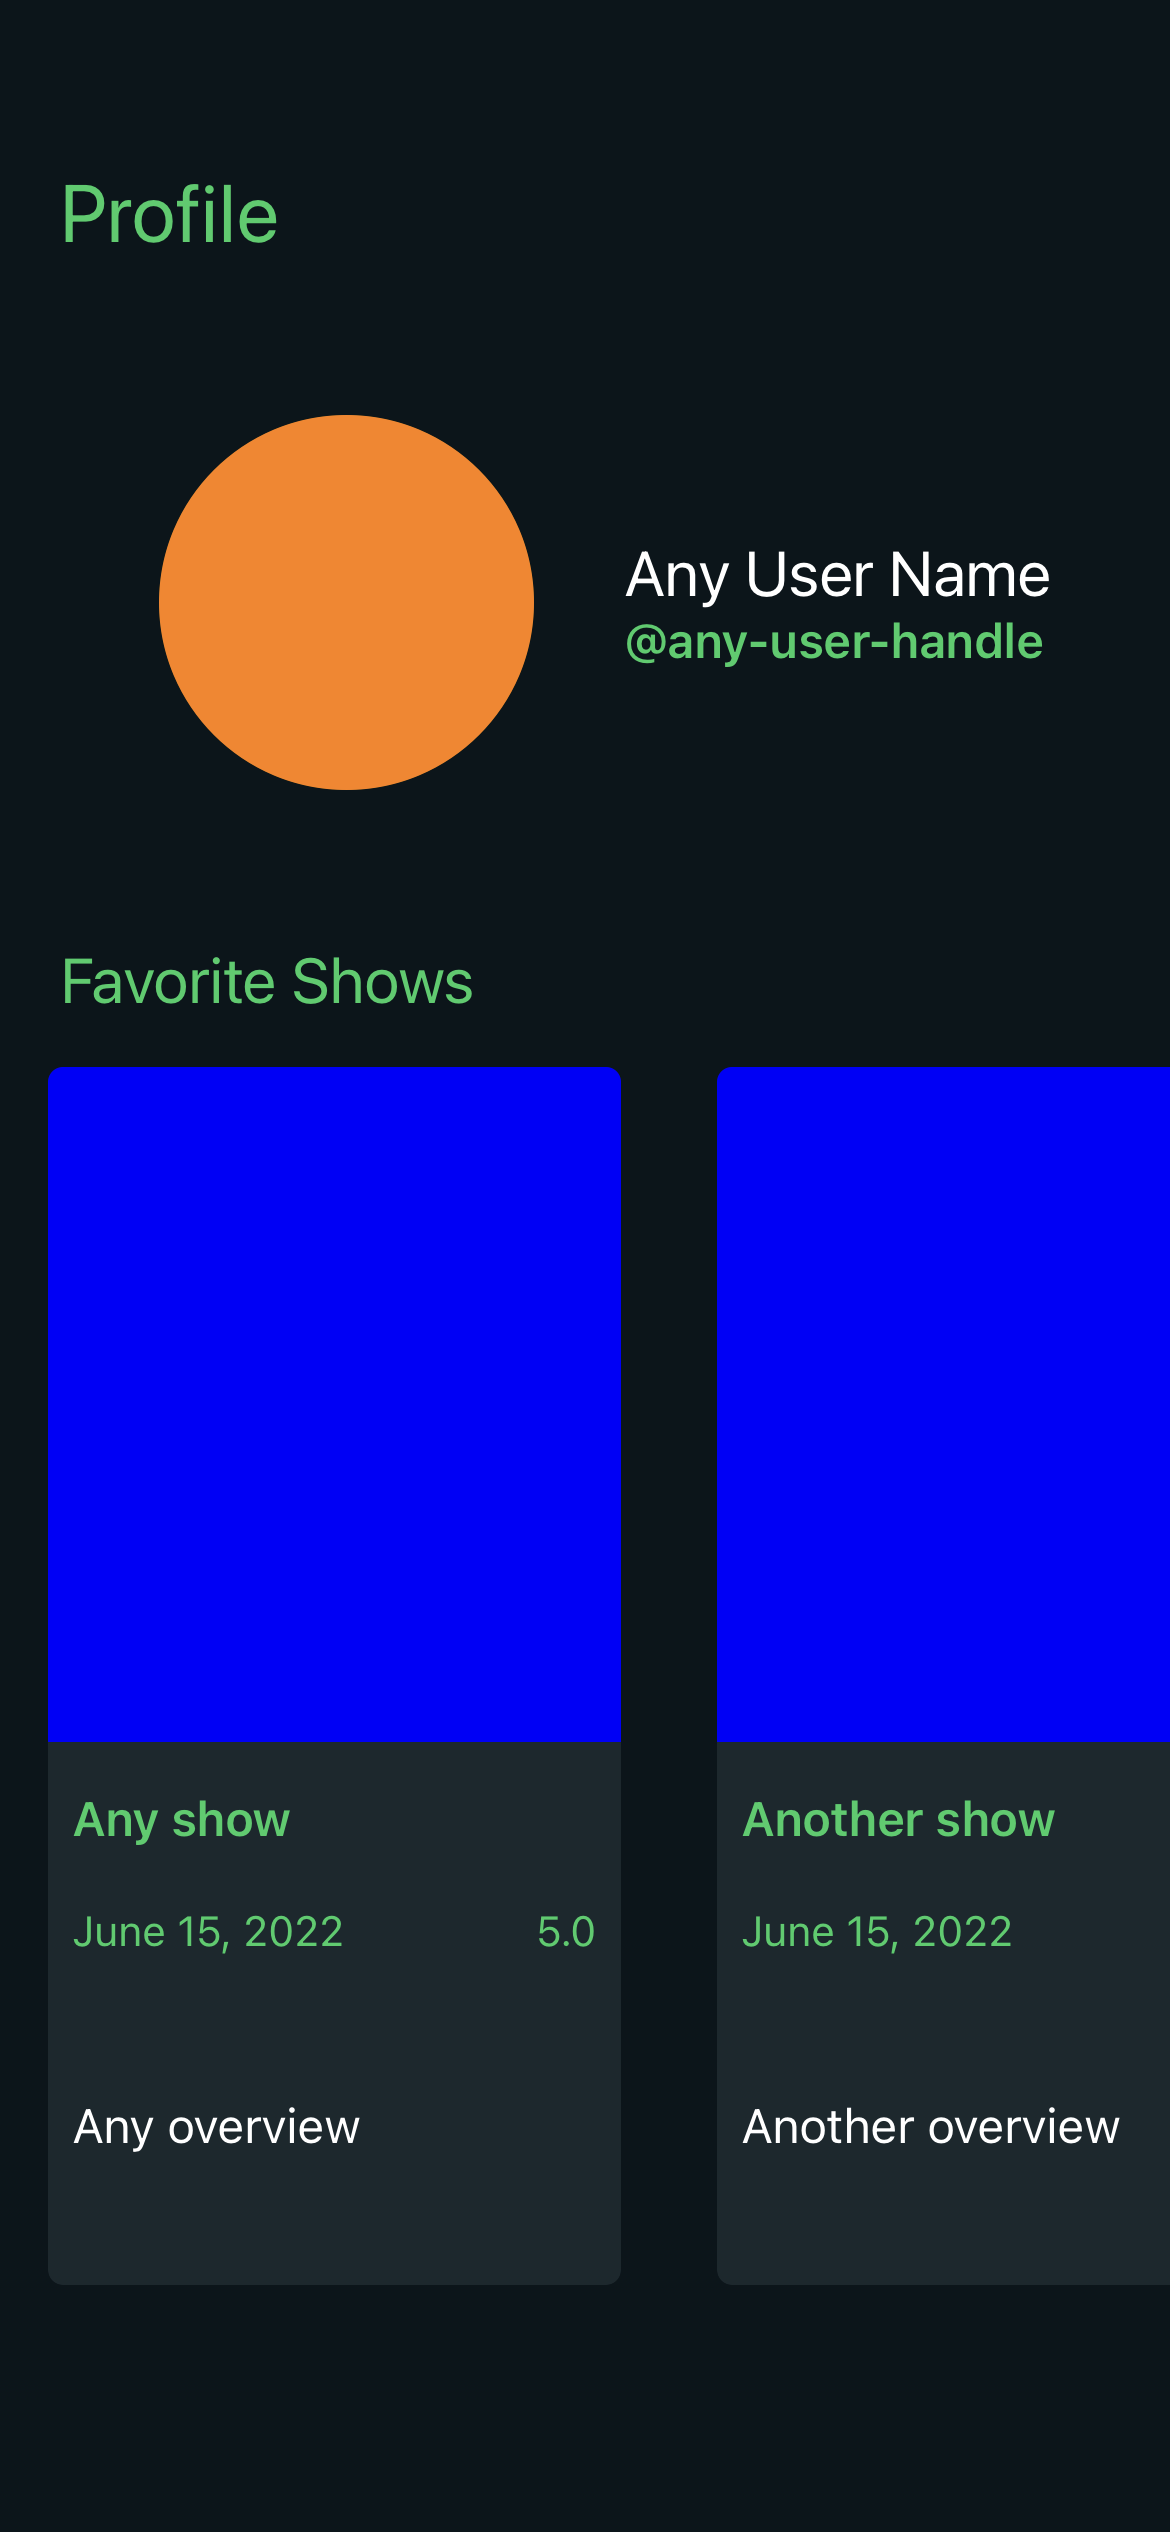 Profile
Any User Name
@any-user-handle
Favorite Shows
Any show
June 15, 2022 5.0
Any overview
Another show
June 15, 2022
Another overview